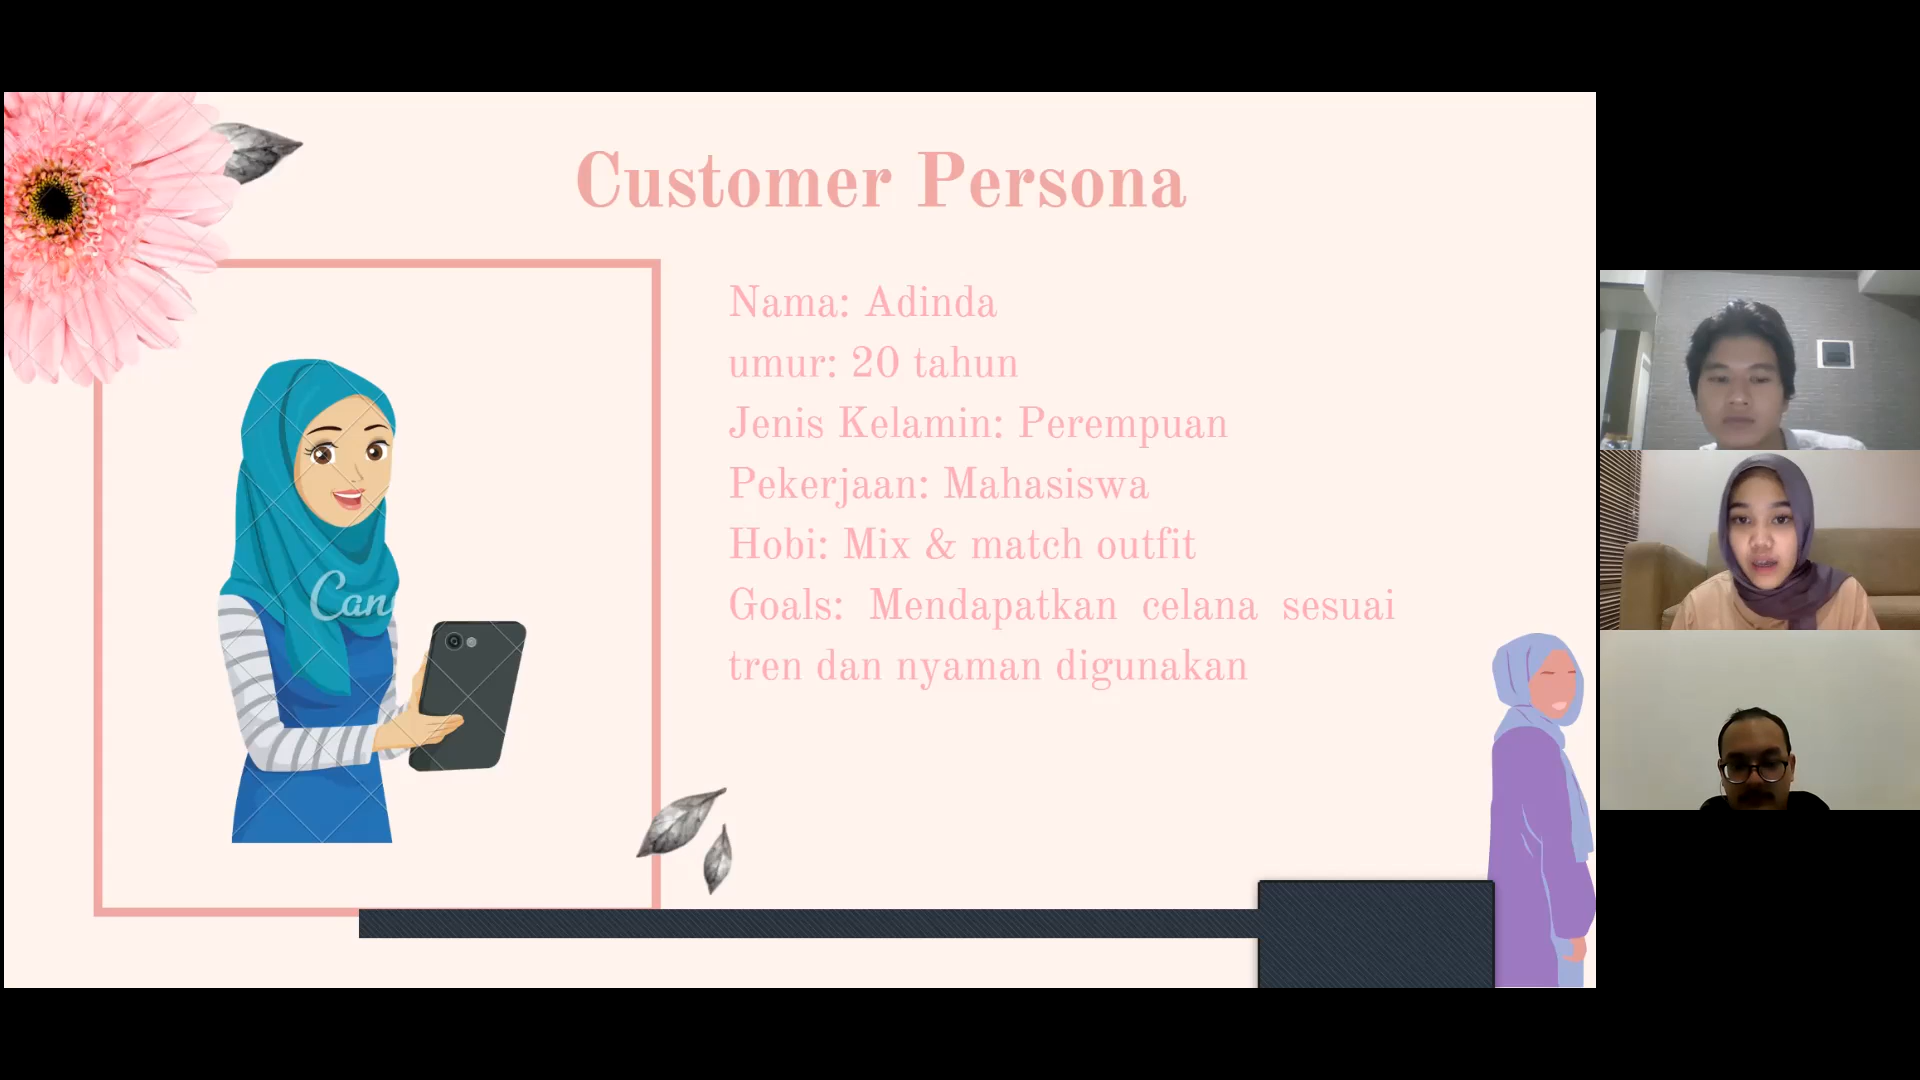 Customer Persona
Nama: Adinda
umur: 20 tahun
Jenis Kelamin: Perempuan
Pekerjaan: Mahasiswa
Hobi: Mix & match outfit
Goals: Mendapatkan celana sesuai
tren dan nyaman digunakan
Can